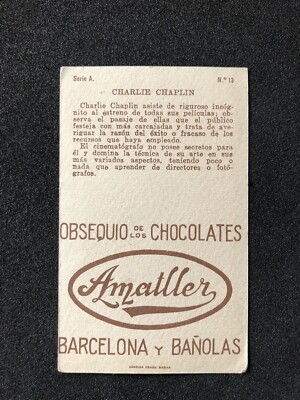 Serie A. N.º 13
CHARLIE CHAPLIN
Charlie Chaplin asiste de riguroso incóg-
nito al estreno de todas sus películas; ob-
serva el pasaje de ellas que el público
festeja con más carcajadas y trata de ave-
riguar la razón del éxito o fracaso de los
recursos que haya empleado.
El cinematógrafo no posee secretos para
él y domina la técnica de su arte en sus
más variados aspectos, teniendo poco o
nada que aprender de directores o fotó-
grafos.
OBSEQUIO DE LOS CHOCOLATES
Amatller
BARCELONA Y BAÑOLAS